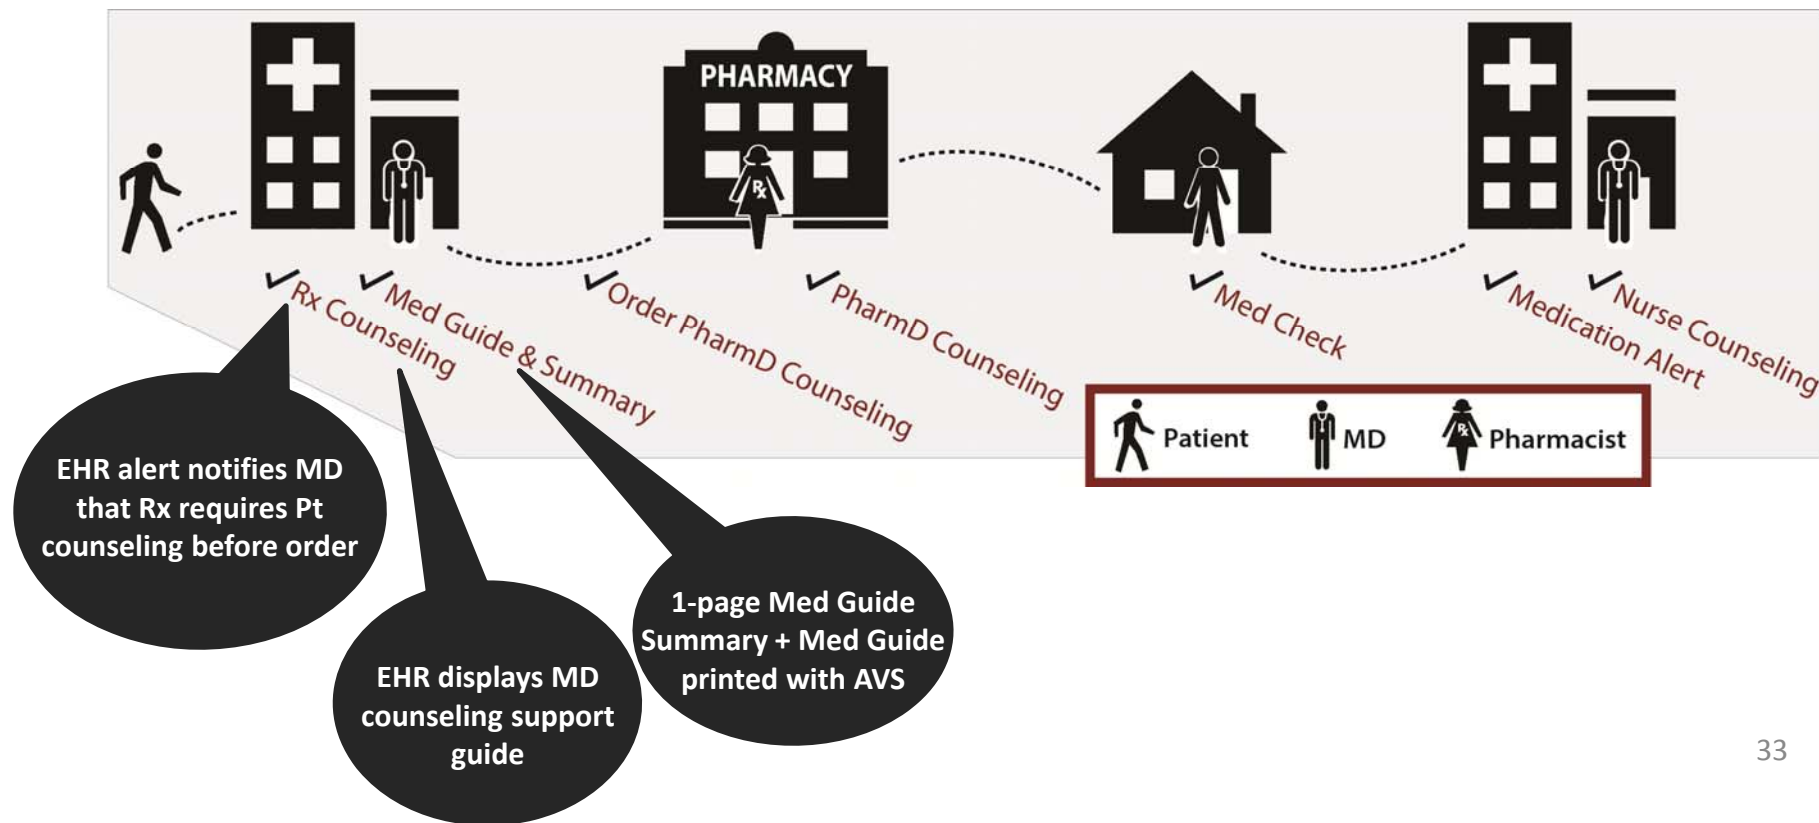 PHARMACY
Rx
Rx Counseling
Med Guide & Summary
Order PharmD Counseling
PharmD Counseling
Med Check
Medication Alert
Nurse Counseling
Patient
MD
Rx
Pharmacist
EHR alert notifies MD
that Rx requires Pt
counseling before order
EHR displays MD
counseling support
guide
1-page Med Guide
Summary + Med Guide
printed with AVS
33